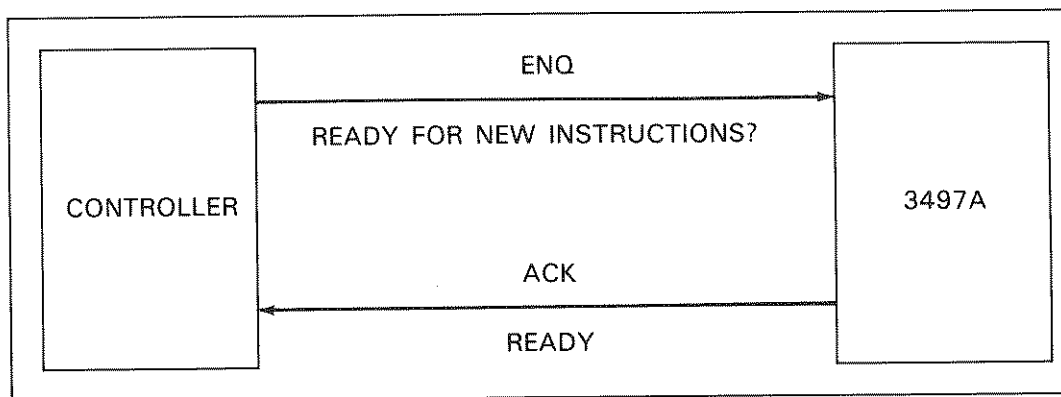 ENQ
READY FOR NEW INSTRUCTIONS?
CONTROLLER
3497A
ACK
READY